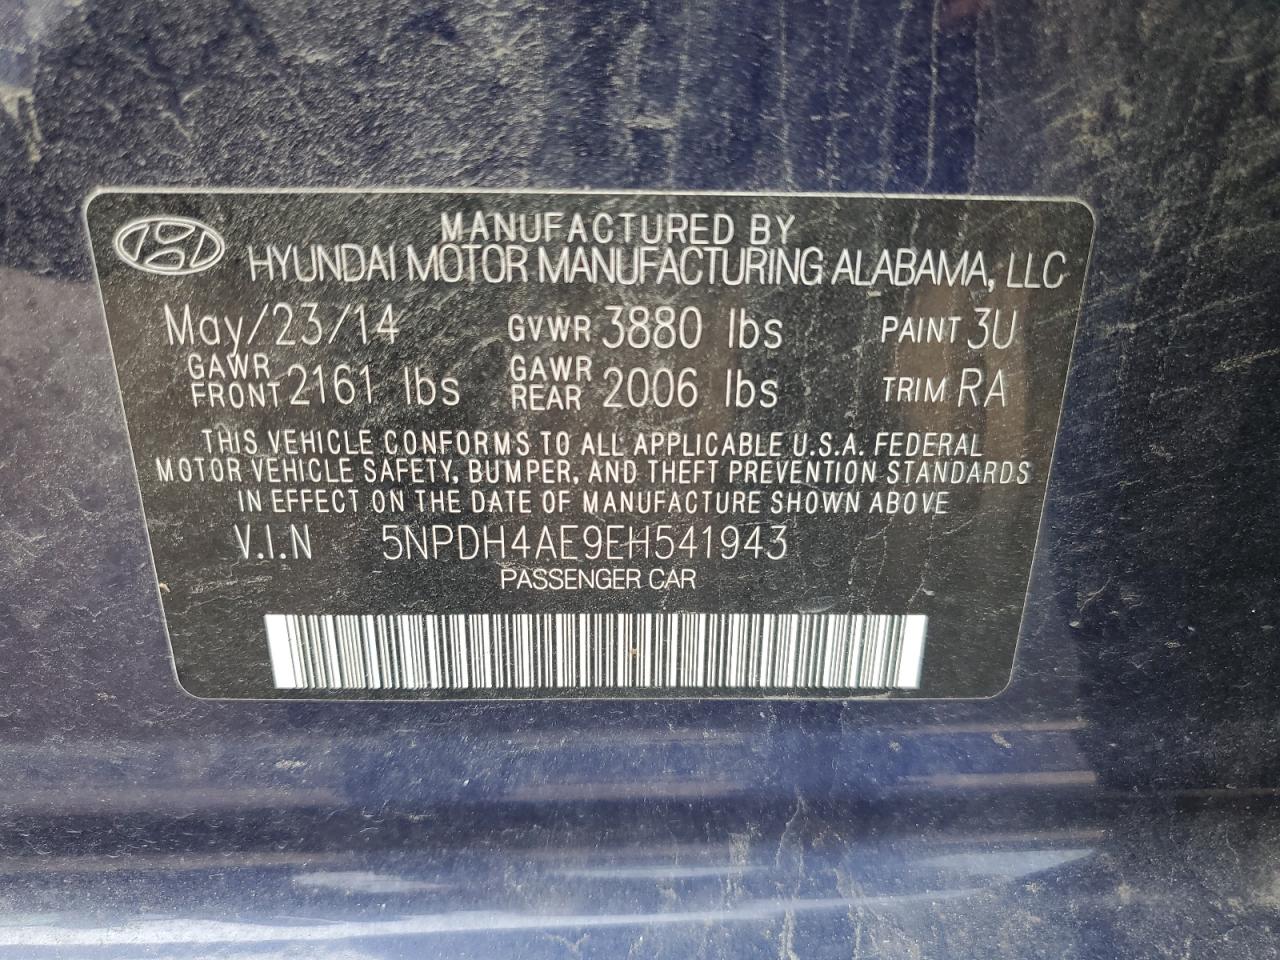 MANUFACTURED BY
HYUNDAI MOTOR MANUFACTURING ALABAMA, LLC
May/23/14 GVWR 3880 lbs PAINT 3U
GAWR FRONT 2161 lbs GAWR REAR 2006 lbs TRIM RA
THIS VEHICLE CONFORMS TO ALL APPLICABLE U.S.A. FEDERAL
MOTOR VEHICLE SAFETY, BUMPER, AND THEFT PREVENTION STANDARDS
IN EFFECT ON THE DATE OF MANUFACTURE SHOWN ABOVE
V.I.N 5NPDH4AE9EH541943
PASSENGER CAR